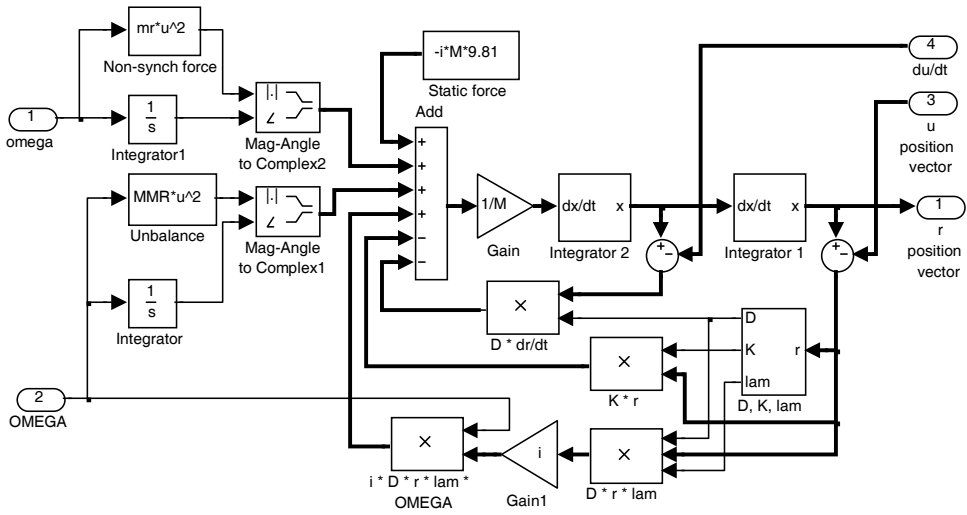 mr*u^2
Non-synch force
1
omega
1
s
Integrator1
|.|
∠
Mag-Angle
to Complex2
-i*M*9.81
Static force
Add
+
+
+
+
−
−
MMR*u^2
Unbalance
|.|
∠
Mag-Angle
to Complex1
1
s
Integrator
2
OMEGA
1/M
Gain
dx/dt x
Integrator 2
dx/dt x
Integrator 1
4
du/dt
3
u
position
vector
1
r
position
vector
+
−
+
−
×
D * dr/dt
×
K * r
D
K
lam
r
D, K, lam
×
D * r * lam
i
Gain1
×
i * D * r * lam *
OMEGA